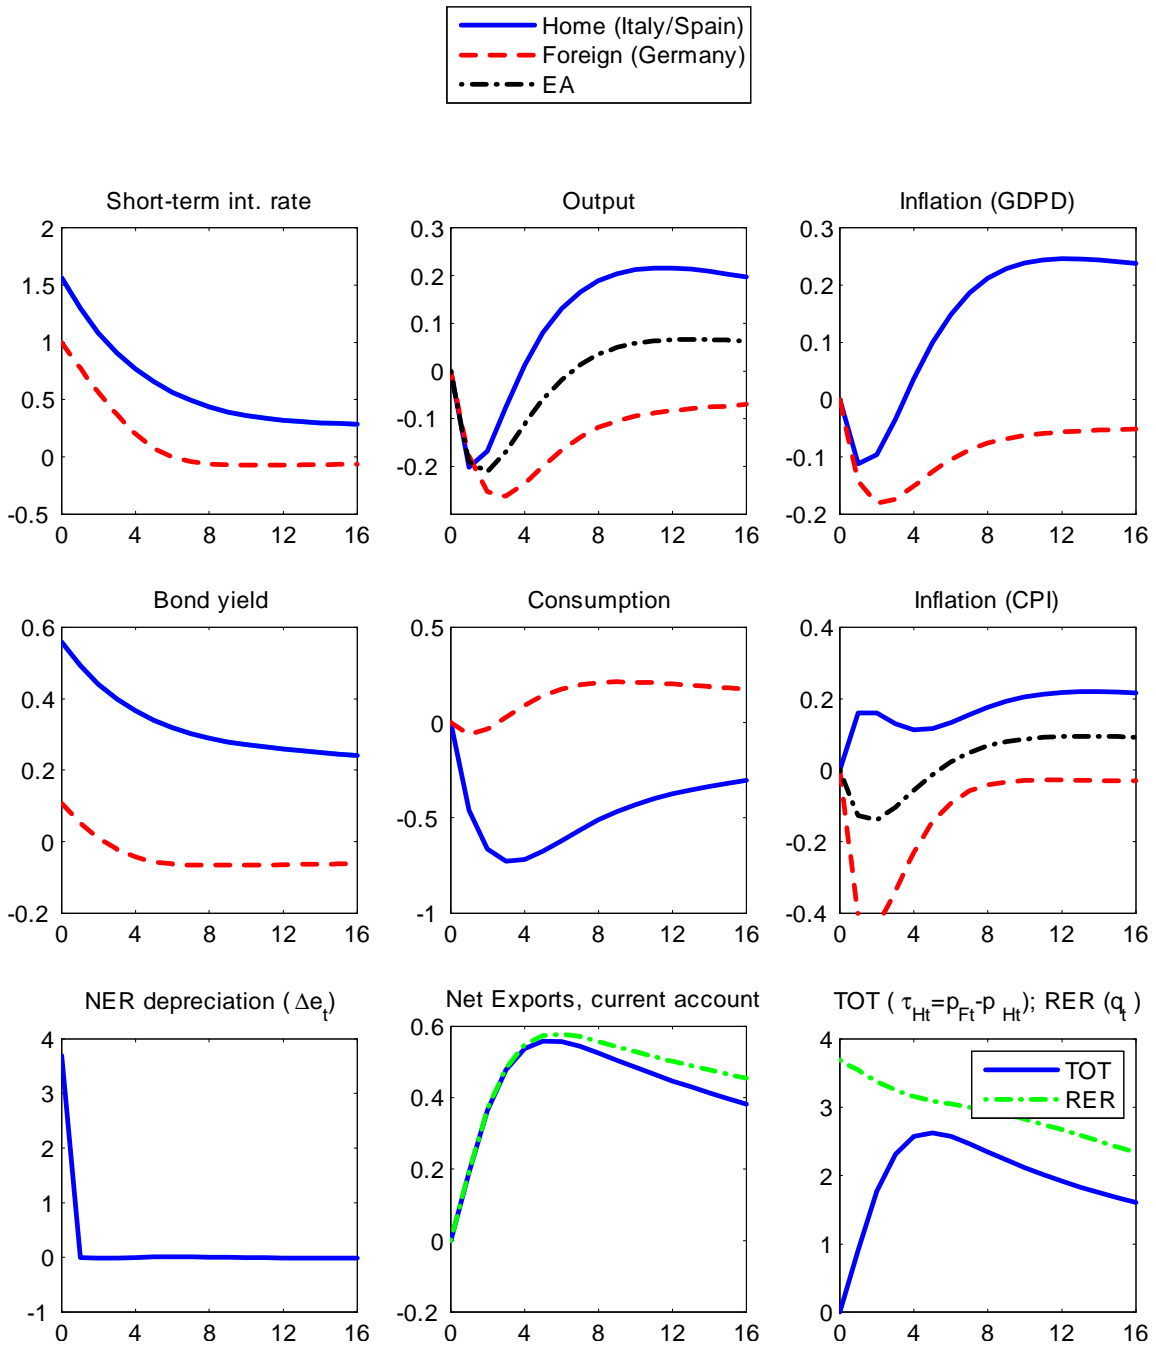 Home (Italy/Spain)
Foreign (Germany)
EA
Short-term int. rate
2
1.5
1
0.5
0
-0.5
0 4 8 12 16
Output
0.3
0.2
0.1
0
-0.1
-0.2
0 4 8 12 16
Inflation (GDPD)
0.3
0.2
0.1
0
-0.1
-0.2
0 4 8 12 16
Bond yield
0.6
0.4
0.2
0
-0.2
0 4 8 12 16
Consumption
0.5
0
-0.5
-1
0 4 8 12 16
Inflation (CPI)
0.4
0.2
0
-0.2
-0.4
0 4 8 12 16
NER depreciation (Δe_t)
4
3
2
1
0
-1
0 4 8 12 16
Net Exports, current account
0.6
0.4
0.2
0
-0.2
0 4 8 12 16
TOT (τ_Ht=p_Ft-p_Ht); RER (q_t)
4
3
2
1
0
0 4 8 12 16
TOT
RER